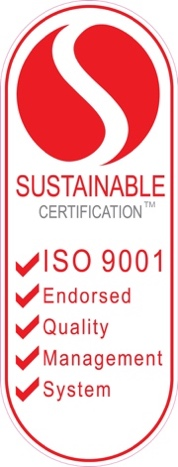 SUSTAINABLE
CERTIFICATION™
ISO 9001
Endorsed
Quality
Management
System